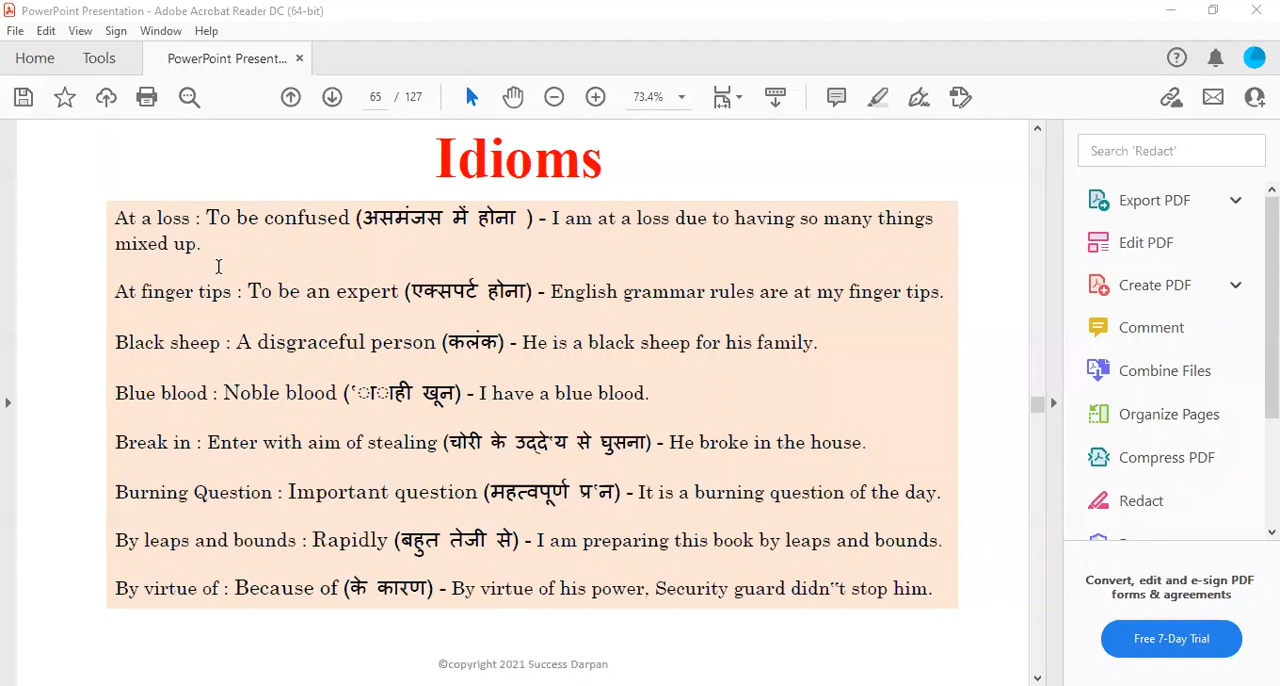 PowerPoint Presentation - Adobe Acrobat Reader DC (64-bit)
File Edit View Sign Window Help
Home Tools PowerPoint Present... ×
65 / 127 73.4%
Idioms
At a loss : To be confused (असमंजस में होना ) - I am at a loss due to having so many things
mixed up.
At finger tips : To be an expert (एक्सपर्ट होना) - English grammar rules are at my finger tips.
Black sheep : A disgraceful person (कलंक) - He is a black sheep for his family.
Blue blood : Noble blood (‛ााही खून) - I have a blue blood.
Break in : Enter with aim of stealing (चोरी के उद्दे‛य से घुसना) - He broke in the house.
Burning Question : Important question (महत्वपूर्ण प्र‛न) - It is a burning question of the day.
By leaps and bounds : Rapidly (बहुत तेजी से) - I am preparing this book by leaps and bounds.
By virtue of : Because of (के कारण) - By virtue of his power, Security guard didn‟t stop him.
©copyright 2021 Success Darpan
Search 'Redact'
Export PDF
Edit PDF
Create PDF
Comment
Combine Files
Organize Pages
Compress PDF
Redact
Convert, edit and e-sign PDF
forms & agreements
Free 7-Day Trial